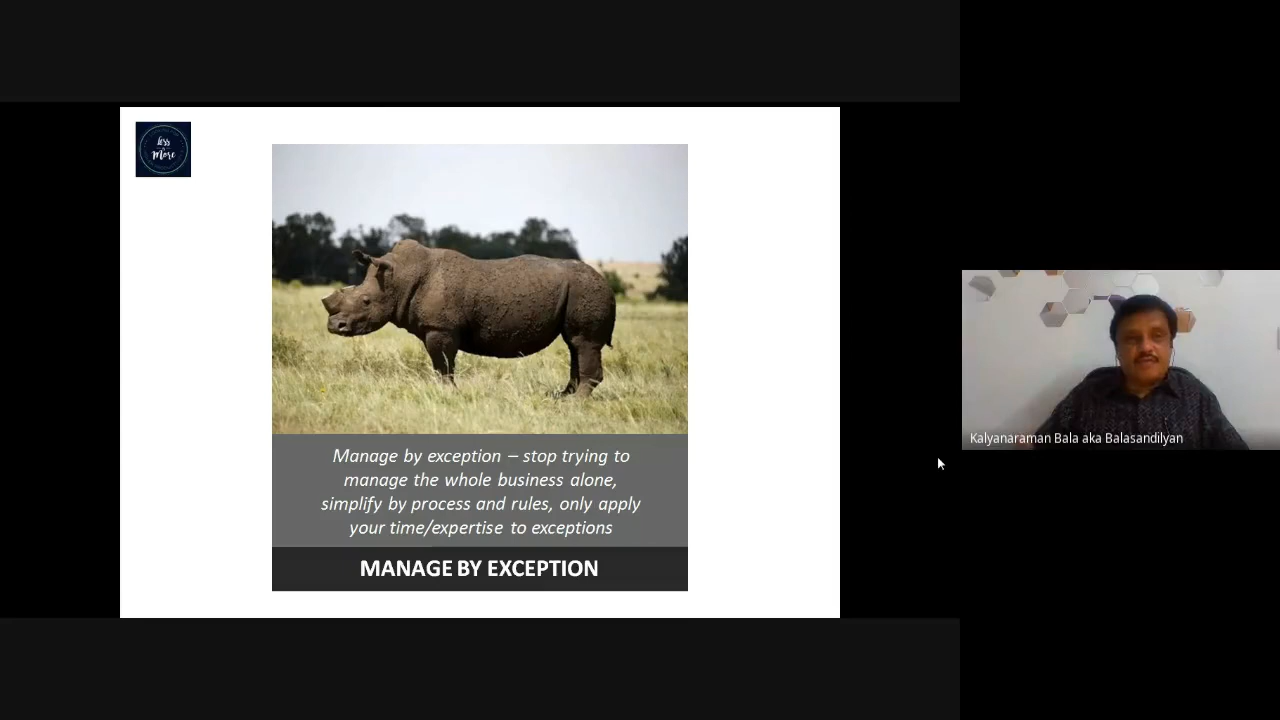 less
More
Manage by exception – stop trying to
manage the whole business alone,
simplify by process and rules, only apply
your time/expertise to exceptions
MANAGE BY EXCEPTION
Kalyanaraman Bala aka Balasandilyan